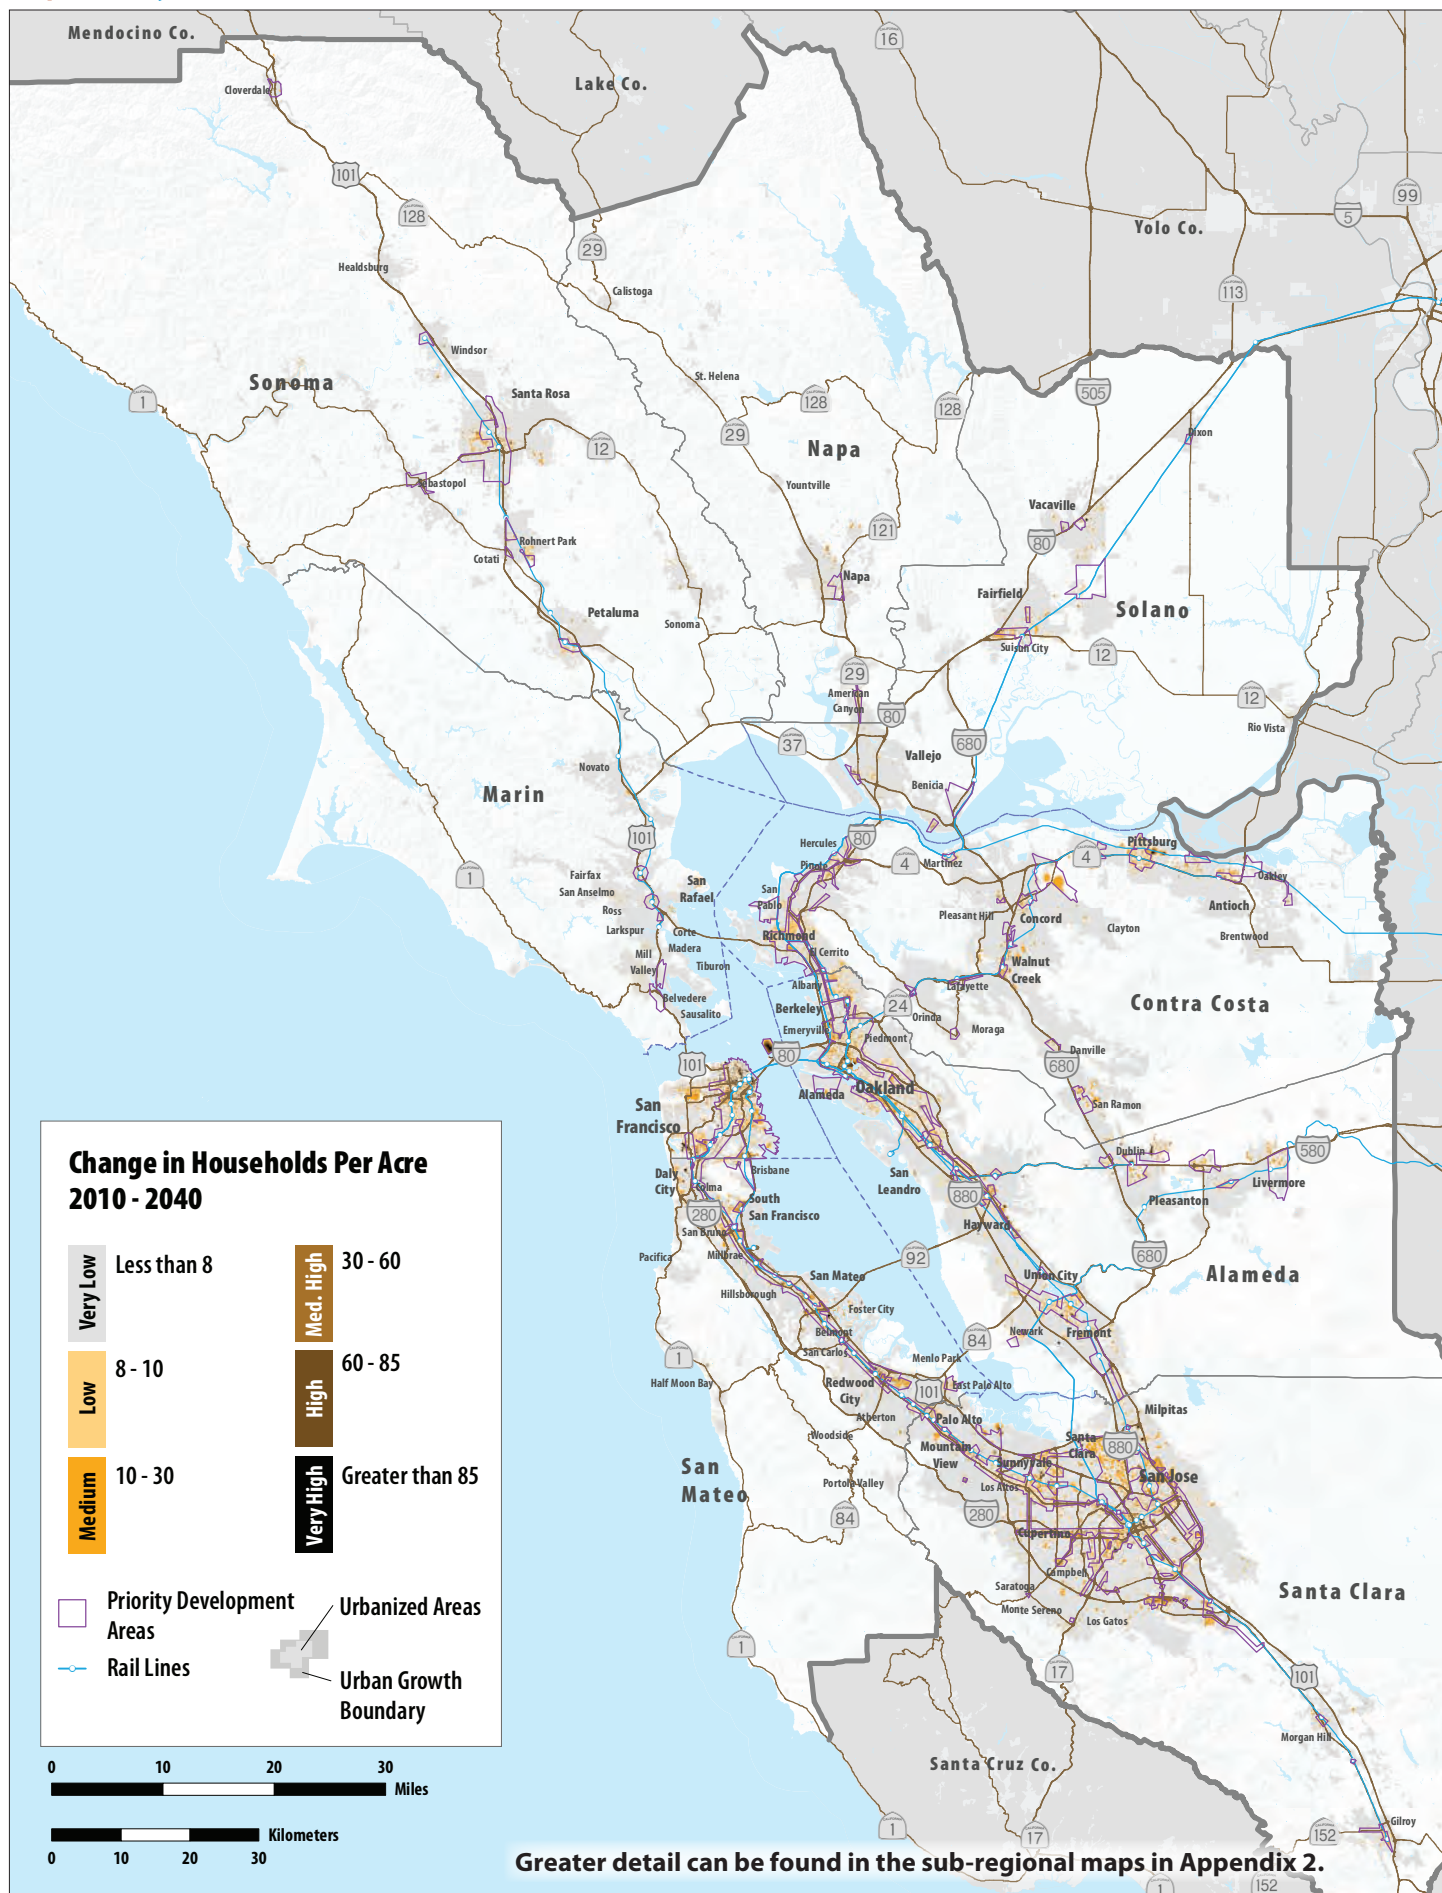 Mendocino Co.
Lake Co.
16
Cloverdale
101
128
99
5
Yolo Co.
29
Healdsburg
Calistoga
113
Windsor
Sonoma
Santa Rosa
St. Helena
1
128
128
505
29
12
Napa
Dixon
Sebastopol
Yountville
Vacaville
121
80
Rohnert Park
Cotati
Napa
Fairfield
Solano
Petaluma
Sonoma
Suisun City
12
29
American
Canyon
80
12
Rio Vista
37
680
Vallejo
Novato
Benicia
Marin
101
Hercules
80
4
Pinole
Martinez
4
Pittsburg
1
Fairfax
San Anselmo
Ross
Larkspur
San
Rafael
San
Pablo
Oakley
Antioch
Pleasant Hill
Concord
Clayton
Brentwood
Corte
Madera
Richmond
El Cerrito
Mill
Valley
Tiburon
Walnut
Creek
Albany
Lafayette
Belvedere
Sausalito
Berkeley
24
Orinda
Contra Costa
Emeryville
Piedmont
Moraga
101
80
Danville
680
Alameda
Oakland
San
Francisco
San Ramon
580
Dublin
Daly
City
Brisbane
Colma
San
Leandro
880
Livermore
Pleasanton
South
San Francisco
280
Hayward
San Bruno
Pacifica
Millbrae
92
680
San Mateo
Union City
Alameda
Hillsborough
Foster City
Belmont
84
Newark
Fremont
San Carlos
1
Menlo Park
Half Moon Bay
Redwood
City
101
East Palo Alto
Atherton
Palo Alto
Milpitas
Woodside
Mountain
View
Santa
Clara
880
Sunnyvale
San Jose
San
Mateo
Portola Valley
Los Altos
84
280
Cupertino
Campbell
Saratoga
Monte Sereno
Los Gatos
Santa Clara
1
17
101
Morgan Hill
Santa Cruz Co.
Gilroy
1
17
152
1
152
Change in Households Per Acre
2010 - 2040
Very Low
Less than 8
Low
8 - 10
Medium
10 - 30
Med. High
30 - 60
High
60 - 85
Very High
Greater than 85
Priority Development
Areas
Rail Lines
Urbanized Areas
Urban Growth
Boundary
0 10 20 30
Miles
Kilometers
0 10 20 30
Greater detail can be found in the sub-regional maps in Appendix 2.